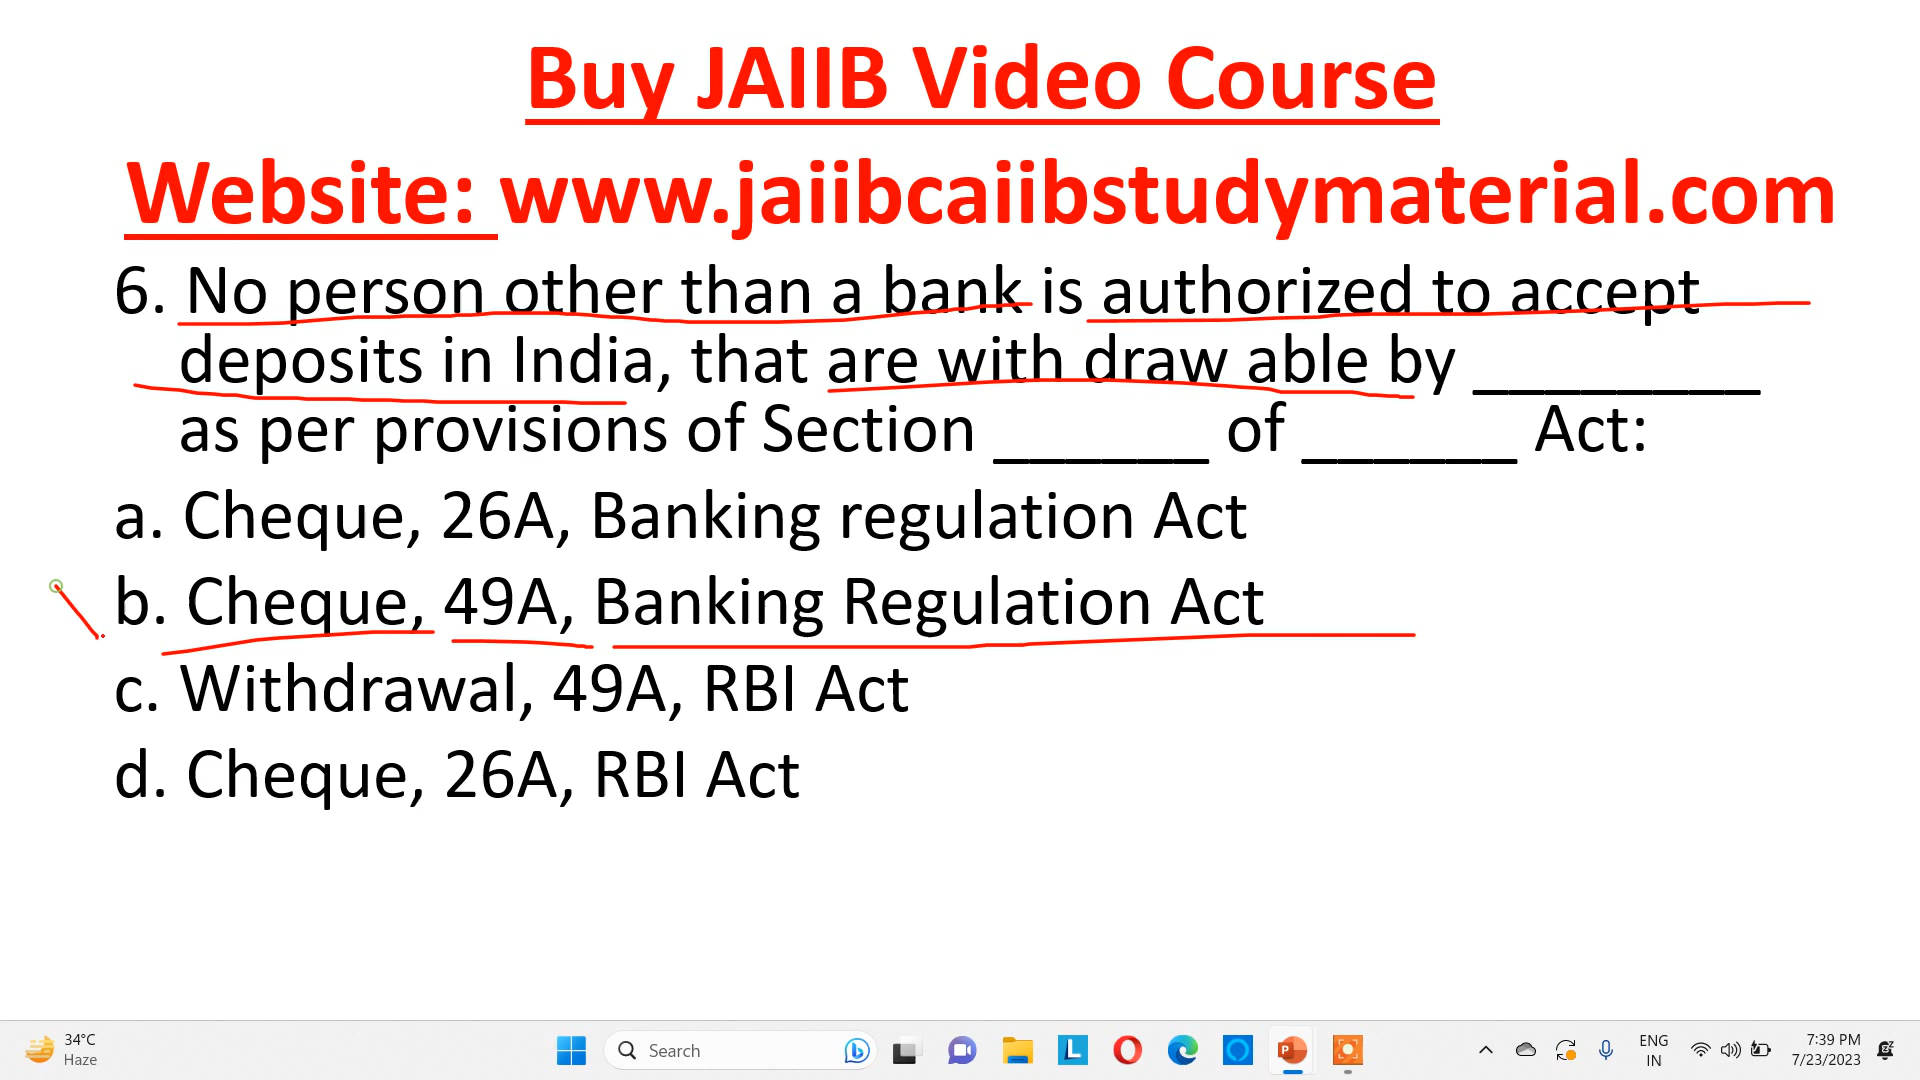 Buy JAIIB Video Course
Website: www.jaiibcaiibstudymaterial.com
6. No person other than a bank is authorized to accept
deposits in India, that are with draw able by ________
as per provisions of Section ______ of ______ Act:
a. Cheque, 26A, Banking regulation Act
b. Cheque, 49A, Banking Regulation Act
c. Withdrawal, 49A, RBI Act
d. Cheque, 26A, RBI Act
34°C
Haze
Search
ENG
IN
7:39 PM
7/23/2023